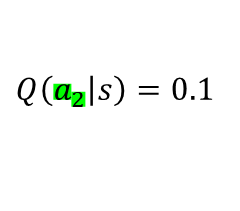 Q(a₂|s) = 0.1